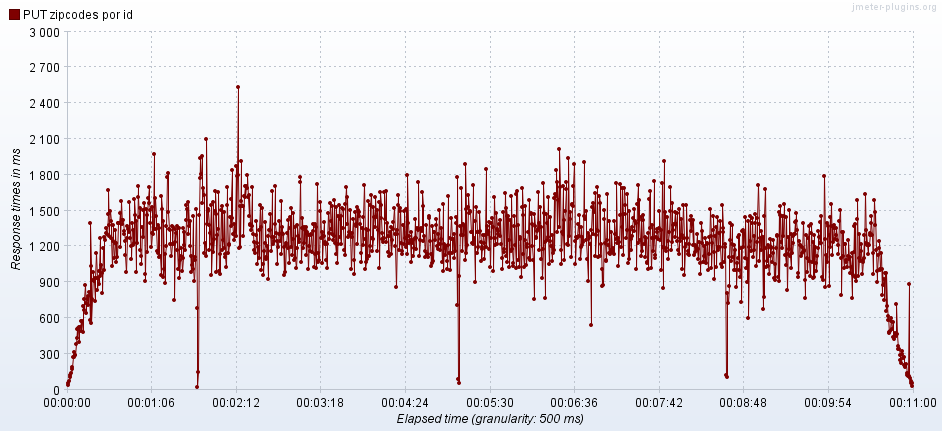 PUT zipcodes por id
jmeter-plugins.org
3 000
2 700
2 400
2 100
1 800
1 500
1 200
900
600
300
0
Response times in ms
00:00:00 00:01:06 00:02:12 00:03:18 00:04:24 00:05:30 00:06:36 00:07:42 00:08:48 00:09:54 00:11:00
Elapsed time (granularity: 500 ms)